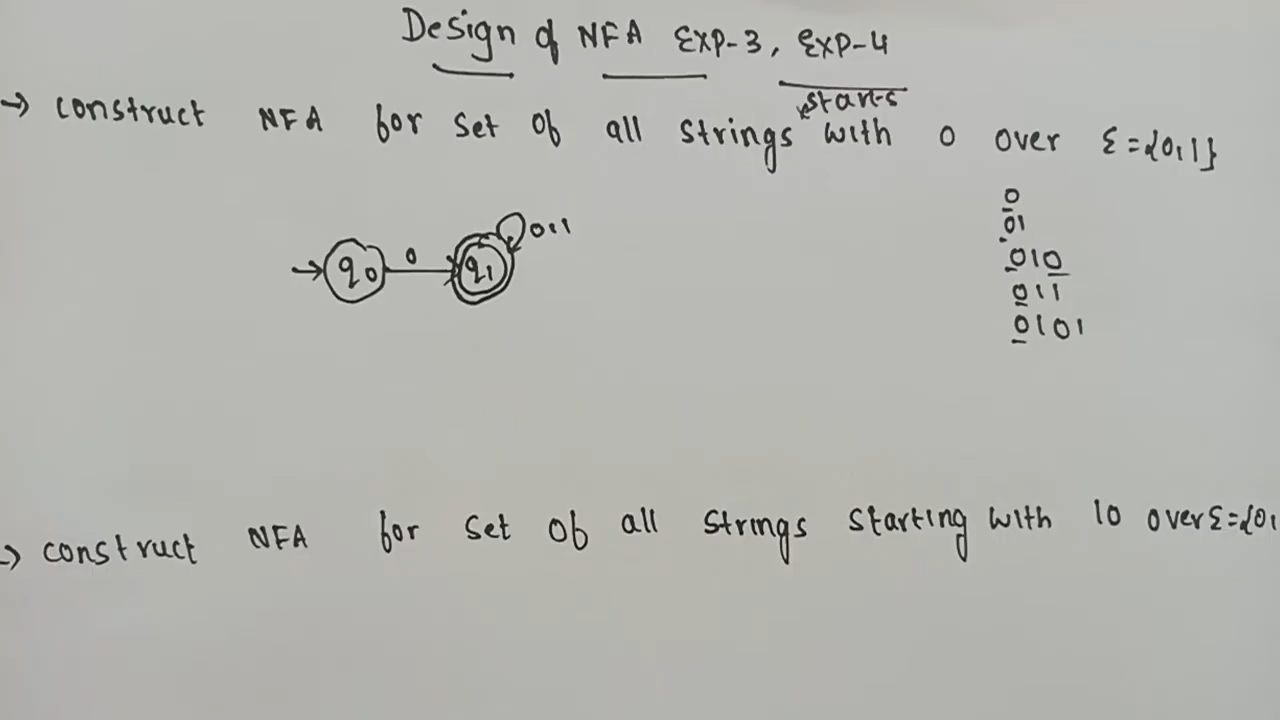 Design of NFA Exp-3, Exp-4
starts
→ construct NFA for set of all strings with 0 over Σ={0,1}
0
01
010
011
0101
→ q0 0 q1 0,1
→ construct NFA for set of all strings starting with 10 over Σ={0,